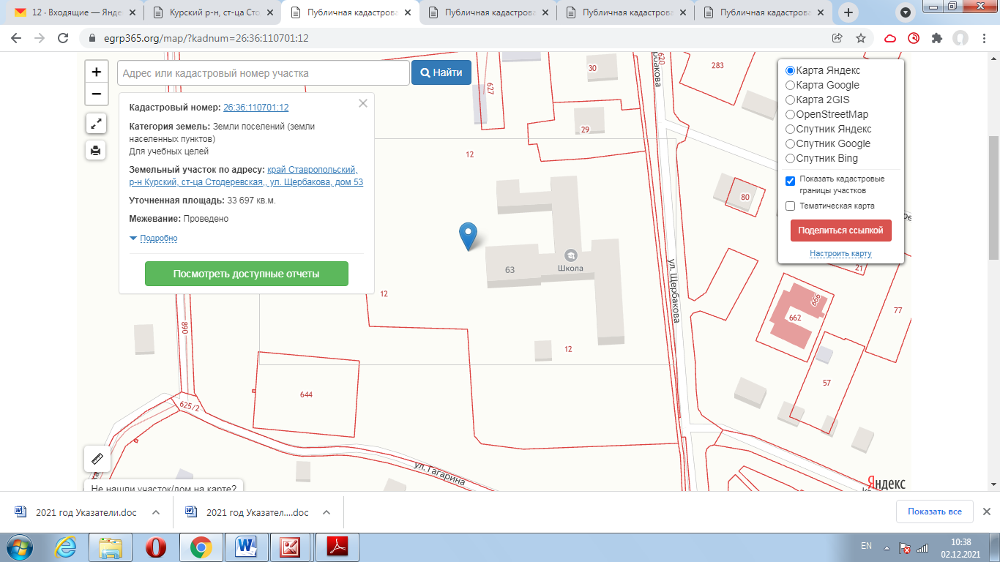 12 · Входящие — Янде
Курский р-н, ст-ца Сто
Публичная кадастрова
Публичная кадастрова
Публичная кадастрова
Публичная кадастрова
egrp365.org/map/?kadnum=26:36:110701:12
+
−
Адрес или кадастровый номер участка
Найти
Кадастровый номер: 26:36:110701:12
Категория земель: Земли поселений (земли
населенных пунктов)
Для учебных целей
Земельный участок по адресу: край Ставропольский,
р-н Курский, ст-ца Стодеревская,, ул. Щербакова, дом 53
Уточненная площадь: 33 697 кв.м.
Межевание: Проведено
Подробно
Посмотреть доступные отчеты
Карта Яндекс
Карта Google
Карта 2GIS
OpenStreetMap
Спутник Яндекс
Спутник Google
Спутник Bing
Показать кадастровые
границы участков
Тематическая карта
Поделиться ссылкой
Настроить карту
627
30
620
283
29
12
80
63
Школа
ул. Щербакова
21
77
666
662
12
890
12
57
644
625/2
ул. Гагарина
Не нашли участок/дом на карте?
Яндекс
2021 год Указатели.doc
2021 год Указател....doc
Показать все
EN
10:38
02.12.2021